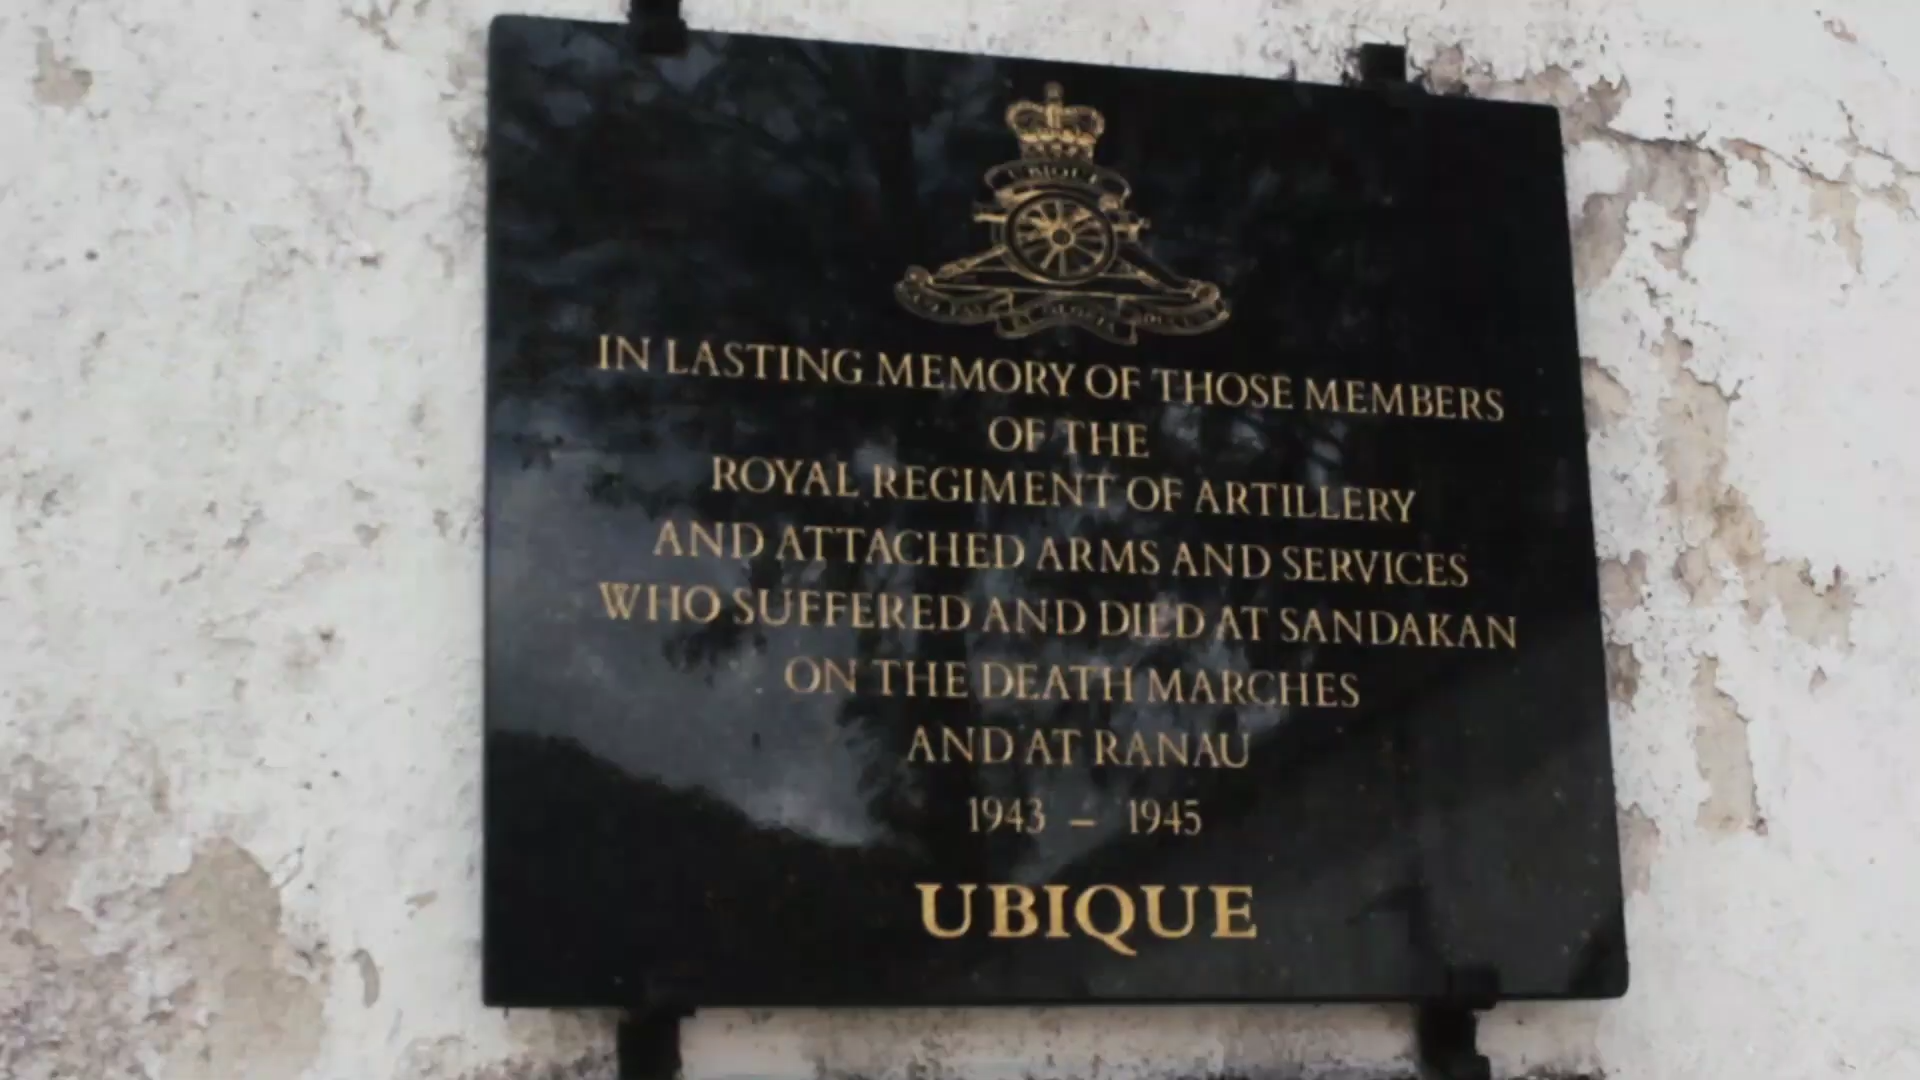 UBIQUE
IN LASTING MEMORY OF THOSE MEMBERS
OF THE
ROYAL REGIMENT OF ARTILLERY
AND ATTACHED ARMS AND SERVICES
WHO SUFFERED AND DIED AT SANDAKAN
ON THE DEATH MARCHES
AND AT RANAU
1943 – 1945
UBIQUE